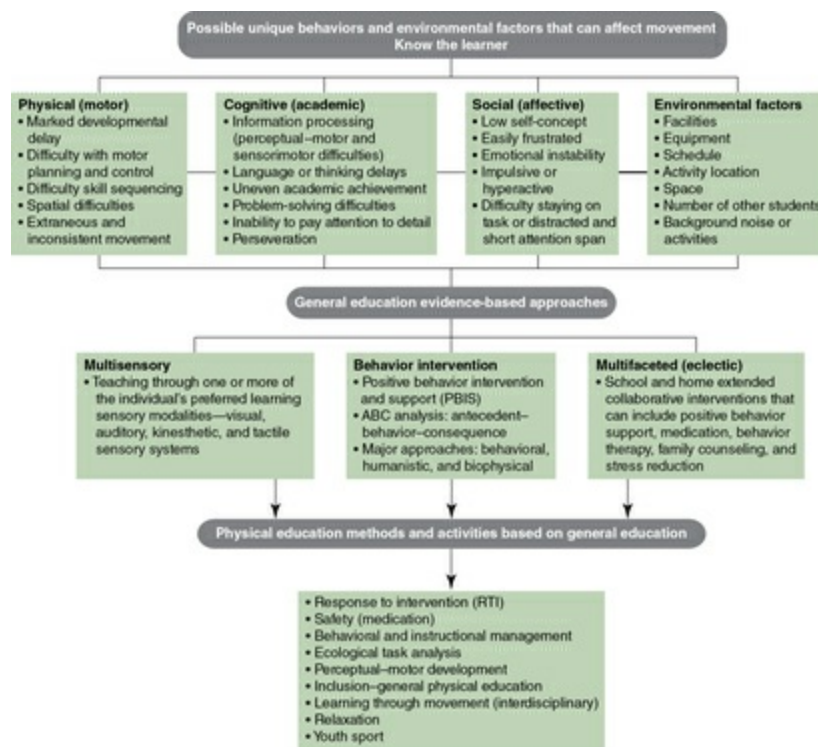 Possible unique behaviors and environmental factors that can affect movement
Know the learner
Physical (motor)
• Marked developmental
delay
• Difficulty with motor
planning and control
• Difficulty skill sequencing
• Spatial difficulties
• Extraneous and
inconsistent movement
Cognitive (academic)
• Information processing
(perceptual–motor and
sensorimotor difficulties)
• Language or thinking delays
• Uneven academic achievement
• Problem-solving difficulties
• Inability to pay attention to detail
• Perseveration
Social (affective)
• Low self-concept
• Easily frustrated
• Emotional instability
• Impulsive or
hyperactive
• Difficulty staying on
task or distracted and
short attention span
Environmental factors
• Facilities
• Equipment
• Schedule
• Activity location
• Space
• Number of other students
• Background noise or
activities
General education evidence-based approaches
Multisensory
• Teaching through one or more of
the individual's preferred learning
sensory modalities—visual,
auditory, kinesthetic, and tactile
sensory systems
Behavior intervention
• Positive behavior intervention
and support (PBIS)
• ABC analysis: antecedent–
behavior–consequence
• Major approaches: behavioral,
humanistic, and biophysical
Multifaceted (eclectic)
• School and home extended
collaborative interventions that
can include positive behavior
support, medication, behavior
therapy, family counseling, and
stress reduction
Physical education methods and activities based on general education
• Response to intervention (RTI)
• Safety (medication)
• Behavioral and instructional management
• Ecological task analysis
• Perceptual–motor development
• Inclusion–general physical education
• Learning through movement (interdisciplinary)
• Relaxation
• Youth sport